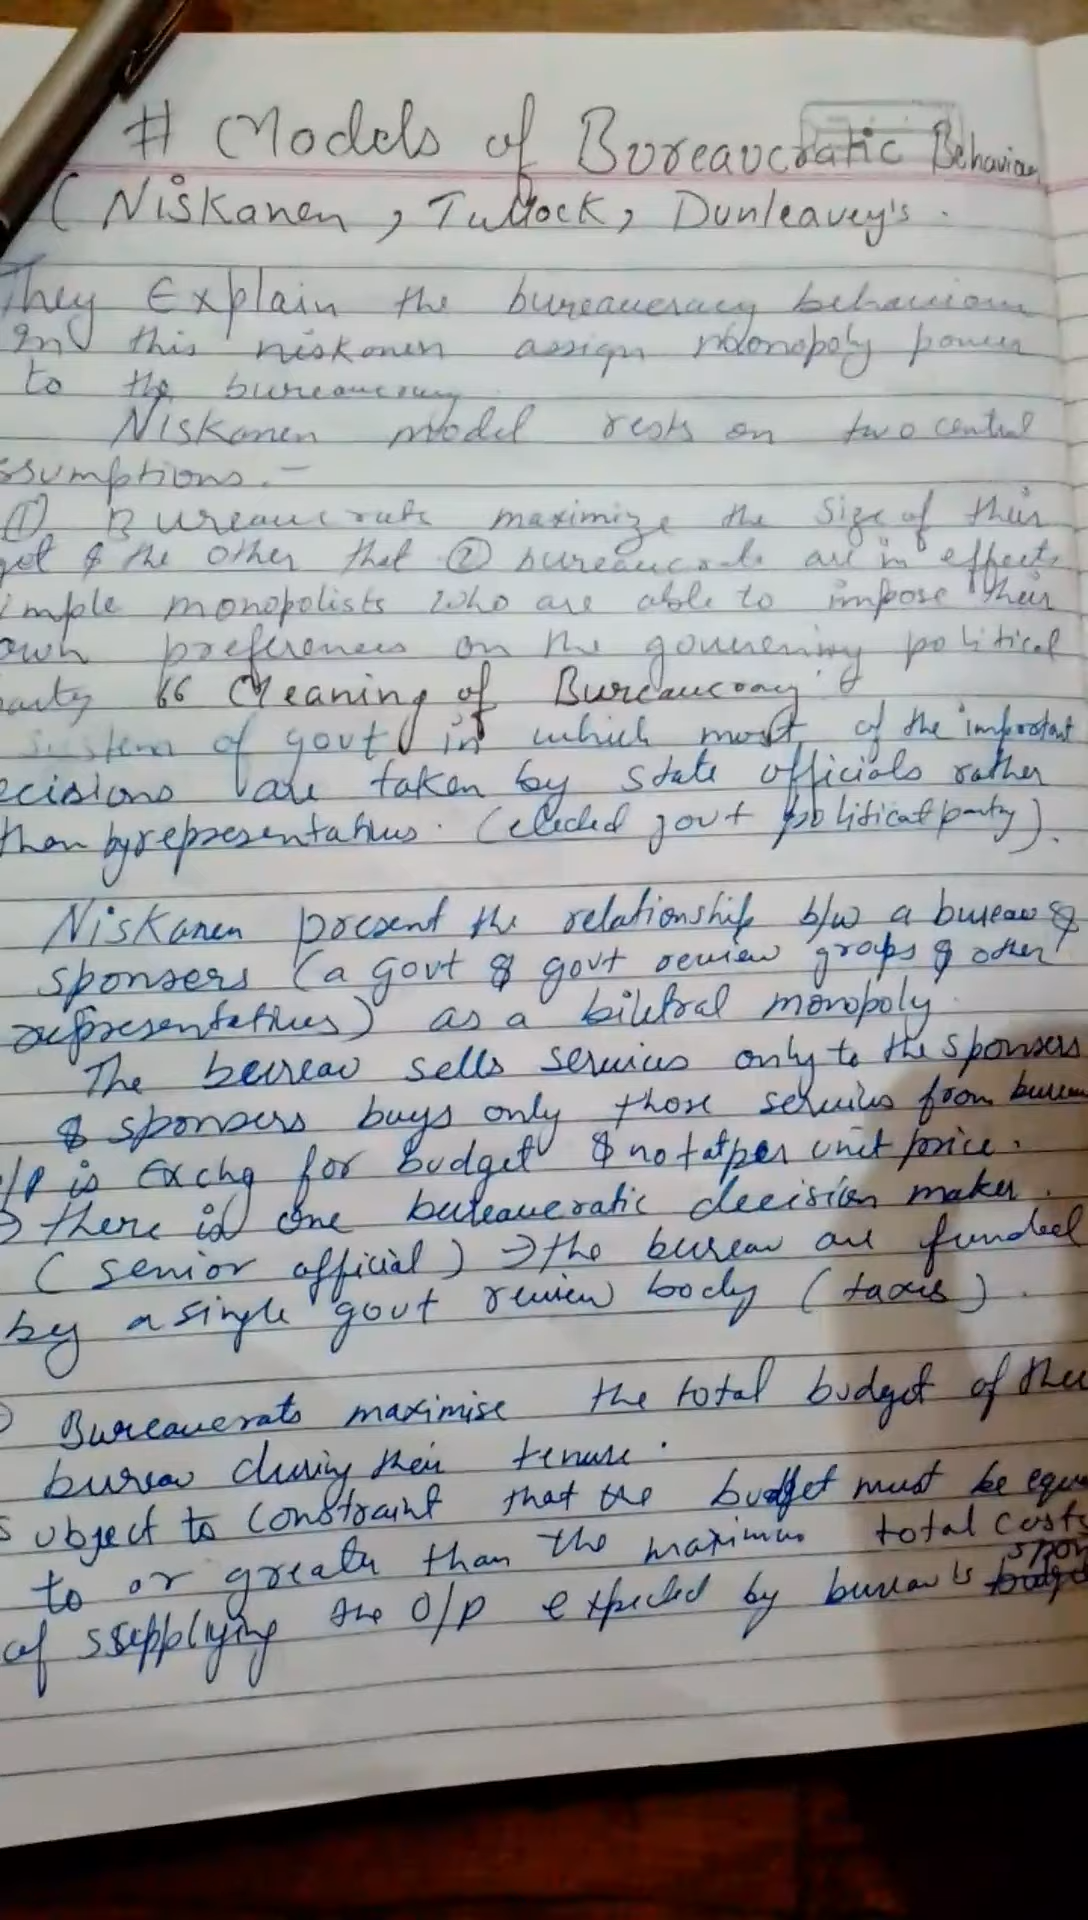 # Models of Bureaucratic Behaviour
(Niskanen, Tullock, Dunleavey's.
They Explain the bureaucracy behaviour
In this niskanen assign monopoly power
to the bureaucracy
Niskanen model rests on two central
ssumptions. -
① Bureaucrats maximize the size of their
get & the other that ② bureaucrats are in effects
imple monopolists who are able to impose their
own preferences on the governing political
arty " Meaning of Bureaucracy :
System of govt in which most of the important
ecisions are taken by state officials rather
than by representatives. (elected govt political party).
Niskanen present the relationship b/w a bureau &
sponsers (a govt & govt review groups & other
representatives) as a biletral monopoly.
The bureau sells services only to the sponsers
& sponsers buys only those services from bureau
/p is Exchg for budget & not at per unit price.
→ there is one bureaucratic decision maker.
(senior official) → the bureau are funded
by a single govt review body (taxes).
Bureaucrats maximise the total budget of their
bureau during their tenure.
subject to constraint that the budget must be equa
to or greater than the maximum total costs
of supplying the O/p expected by bureau's spon